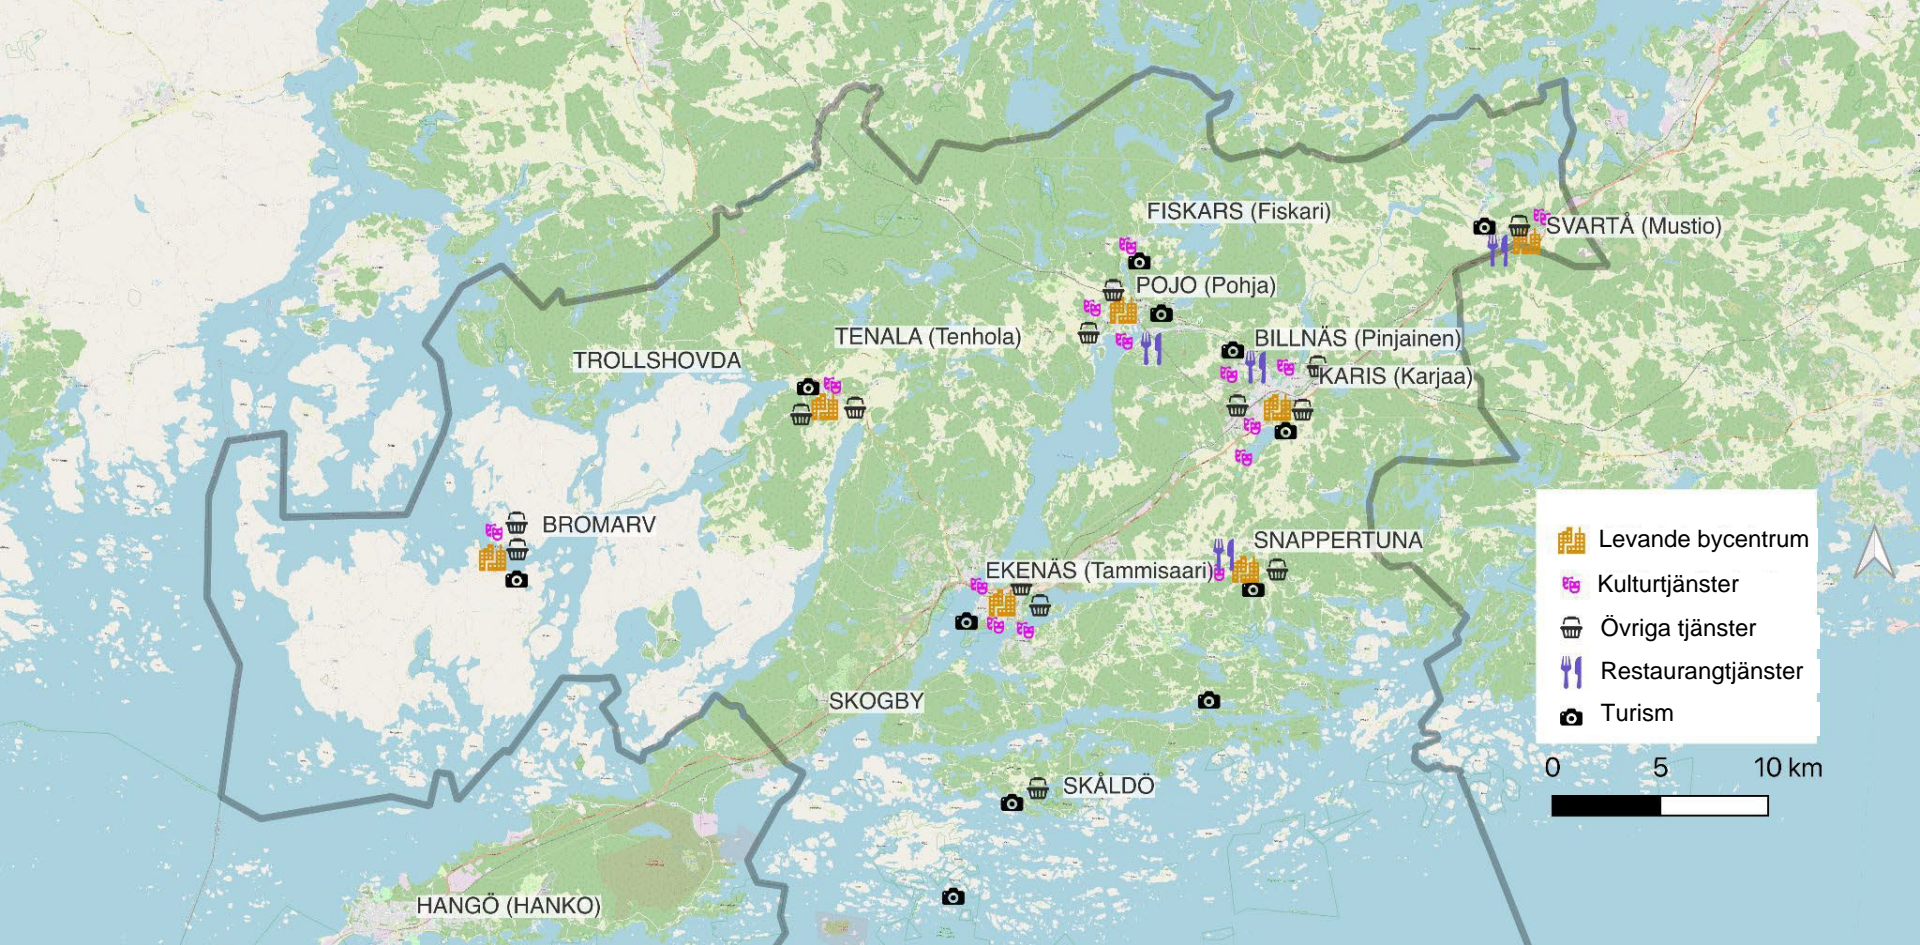 FISKARS (Fiskari)
SVARTÅ (Mustio)
POJO (Pohja)
TENALA (Tenhola)
BILLNÄS (Pinjainen)
TROLLSHOVDA
KARIS (Karjaa)
BROMARV
SNAPPERTUNA
EKENÄS (Tammisaari)
SKOGBY
SKÅLDÖ
HANGÖ (HANKO)
Levande bycentrum
Kulturtjänster
Övriga tjänster
Restaurangtjänster
Turism
0 5 10 km